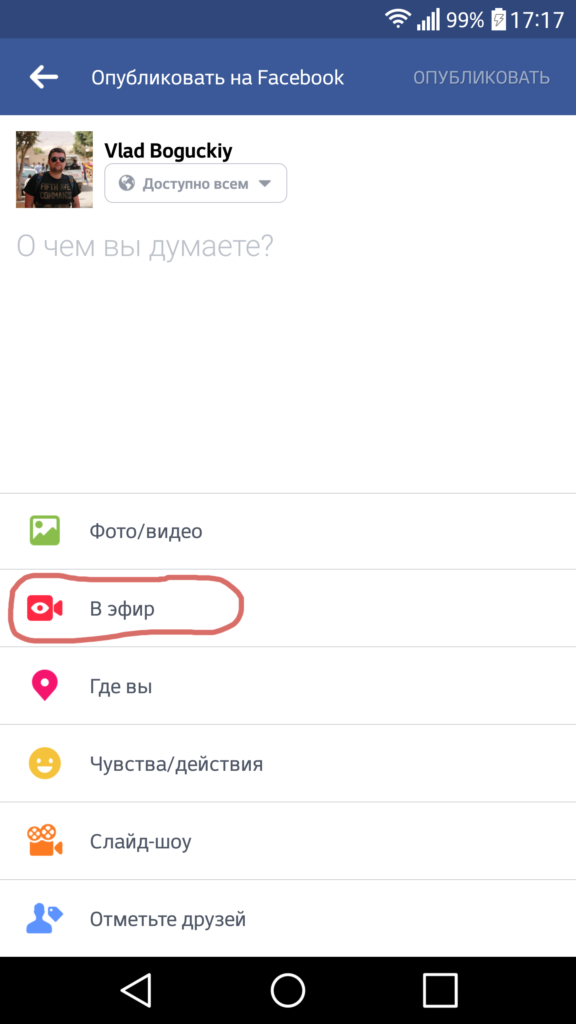 99% 17:17
Опубликовать на Facebook ОПУБЛИКОВАТЬ
Vlad Boguckiy
Доступно всем
О чем вы думаете?
Фото/видео
В эфир
Где вы
Чувства/действия
Слайд-шоу
Отметьте друзей